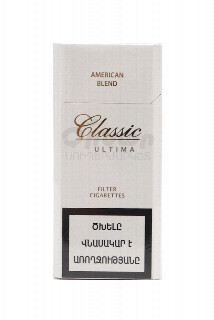 AMERICAN
BLEND
Classic
ULTIMA
FILTER
CIGARETTES
ԾԽԵԼԸ
ՎՆԱՍԱԿԱՐ Է
ԱՌՈՂՋՈՒԹՅԱՆԸ